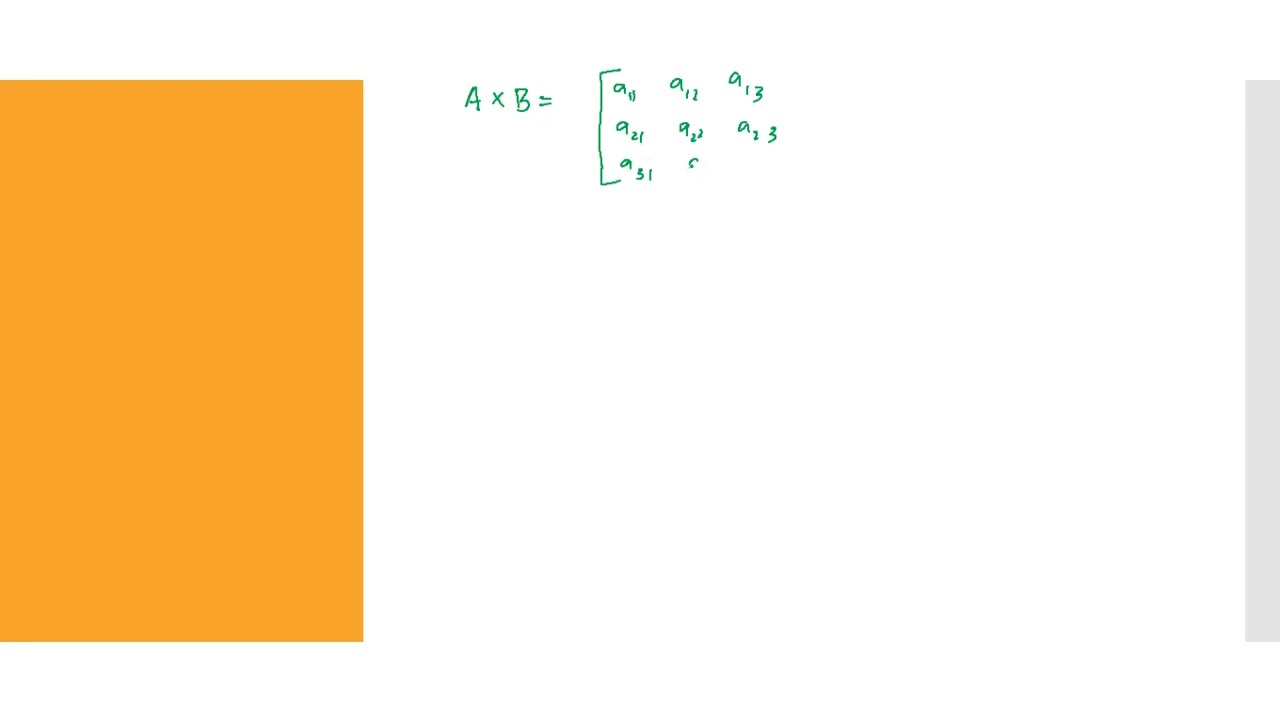 A × B = [ a₁₁ a₁₂ a₁₃
a₂₁ a₂₂ a₂₃
a₃₁